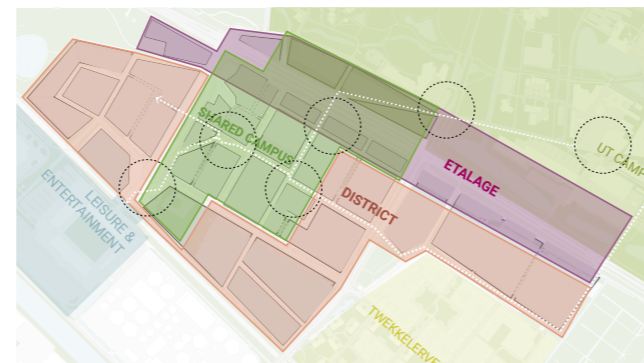 SHARED CAMPUS
ETALAGE
UT CAMP
DISTRICT
LEISURE &
ENTERTAINMENT
TWEKKELERVE